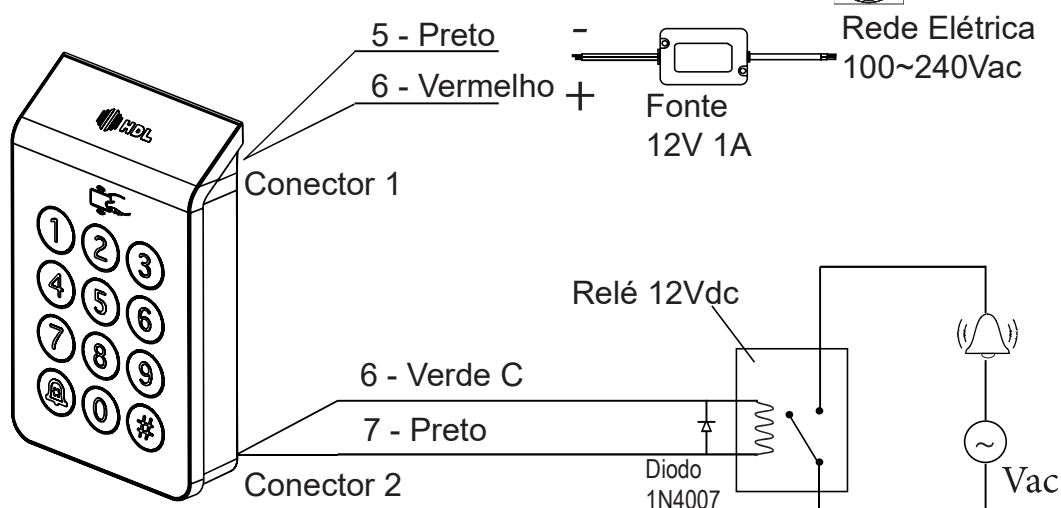 5 - Preto
-
Rede Elétrica
100~240Vac
6 - Vermelho
+
Fonte
12V 1A
HDL
Conector 1
1
2
3
4
5
6
7
8
9
0
#
Relé 12Vdc
6 - Verde C
7 - Preto
Conector 2
Diodo
1N4007
~
Vac